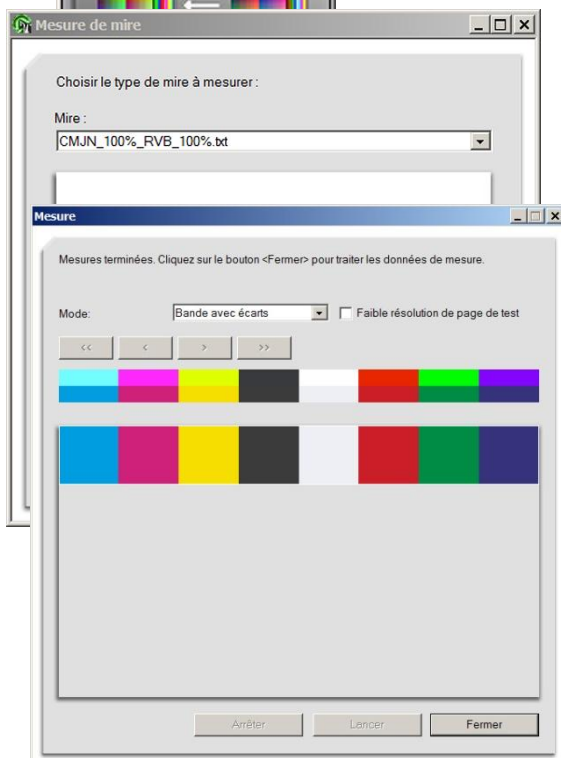 Mesure de mire
Choisir le type de mire à mesurer :
Mire :
CMJN_100%_RVB_100%.txt
Mesure
Mesures terminées. Cliquez sur le bouton <Fermer> pour traiter les données de mesure.
Mode: Bande avec écarts Faible résolution de page de test
<< < > >>
Arrêter Lancer Fermer